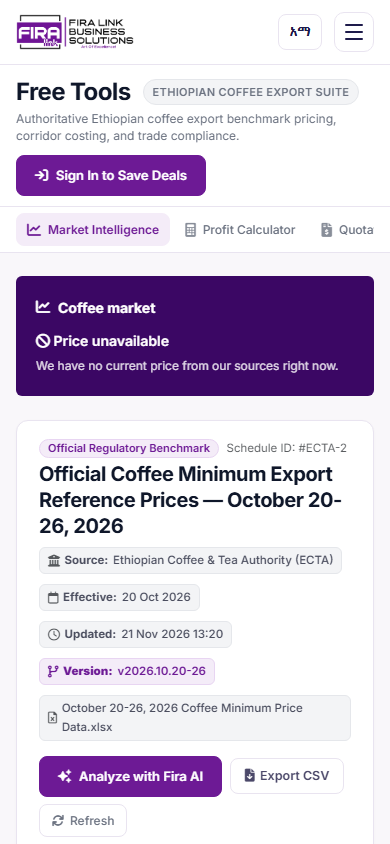 FIRA
link
FIRA LINK
BUSINESS
SOLUTIONS
Art Of Excellence!
አማ
Free Tools
ETHIOPIAN COFFEE EXPORT SUITE
Authoritative Ethiopian coffee export benchmark pricing,
corridor costing, and trade compliance.
Sign In to Save Deals
Market Intelligence
Profit Calculator
Quota
Coffee market
Price unavailable
We have no current price from our sources right now.
Official Regulatory Benchmark
Schedule ID: #ECTA-2
Official Coffee Minimum Export
Reference Prices — October 20-
26, 2026
Source: Ethiopian Coffee & Tea Authority (ECTA)
Effective: 20 Oct 2026
Updated: 21 Nov 2026 13:20
Version: v2026.10.20-26
October 20-26, 2026 Coffee Minimum Price
Data.xlsx
Analyze with Fira AI
Export CSV
Refresh